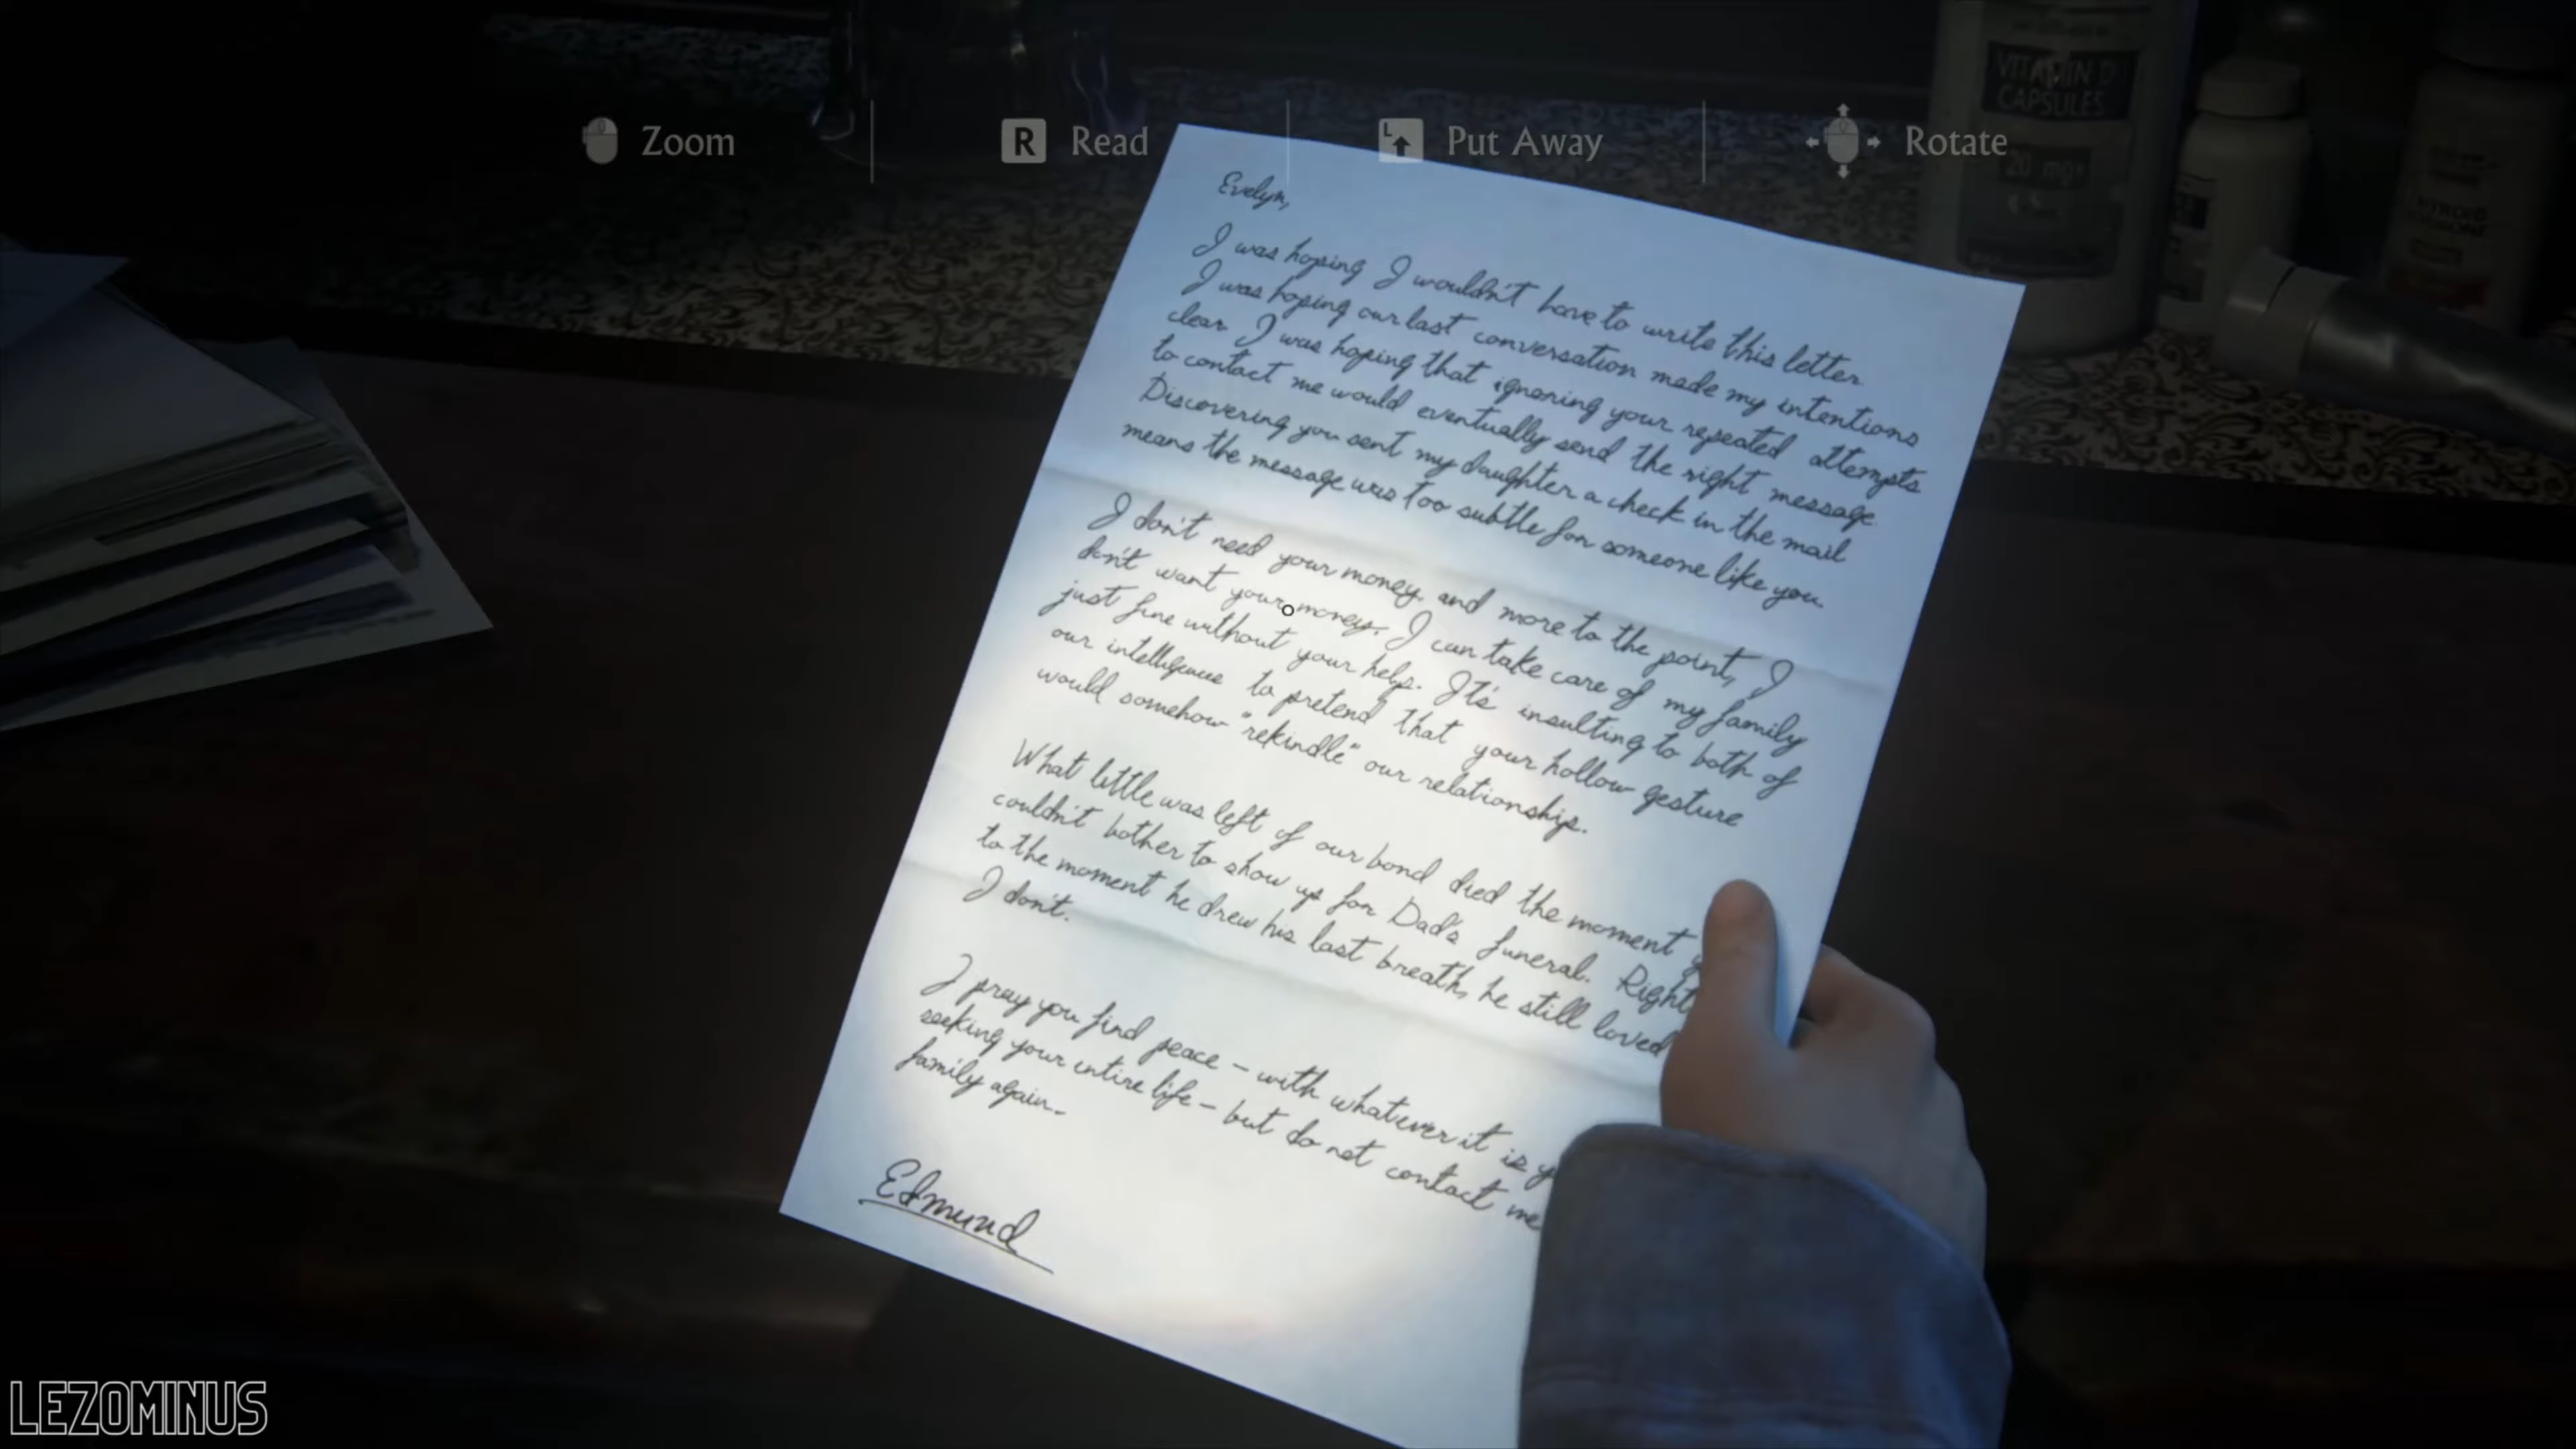 Zoom
R Read
L Put Away
Rotate
VITAMIN D
CAPSULES
20 mg
Evelyn,
I was hoping I wouldn't have to write this letter.
I was hoping our last conversation made my intentions
clear. I was hoping that ignoring your repeated attempts
to contact me would eventually send the right message.
Discovering you sent my daughter a check in the mail
means the message was too subtle for someone like you.
I don't need your money, and more to the point, I
don't want your money. I can take care of my family
just fine without your help. It's insulting to both of
our intelligences to pretend that your hollow gesture
would somehow "rekindle" our relationship.
What little was left of our bond died the moment
couldn't bother to show up for Dad's funeral. Right
to the moment he drew his last breath, he still loved
I don't.
I pray you find peace – with whatever it is
seeking your entire life – but do not contact me
family again.
Edmund
LEZOMINUS